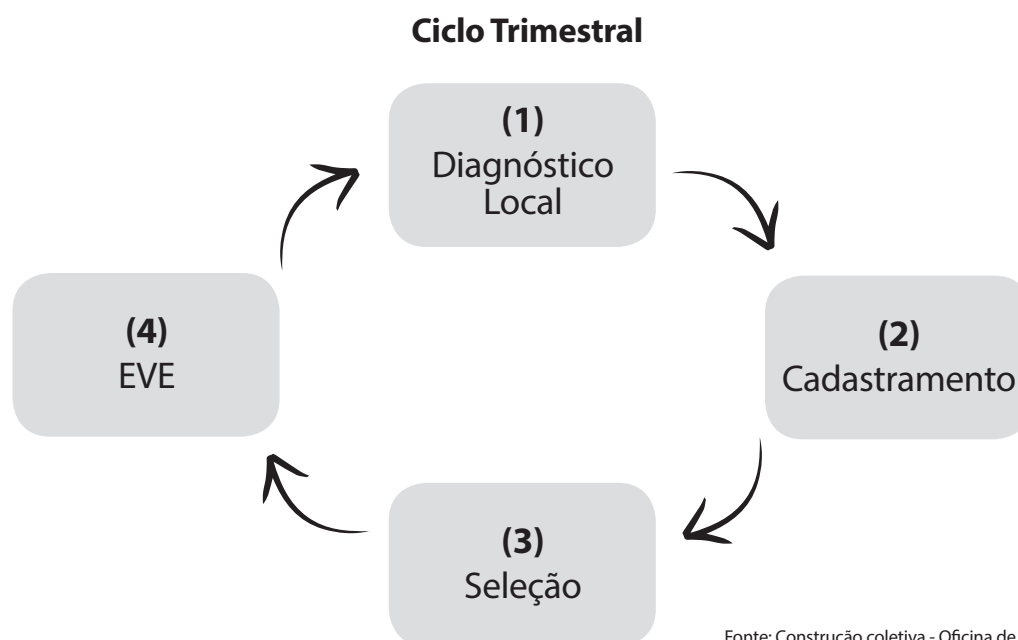 Ciclo Trimestral
(1)
Diagnóstico
Local
(2)
Cadastramento
(3)
Seleção
(4)
EVE
Fonte: Construção coletiva - Oficina de